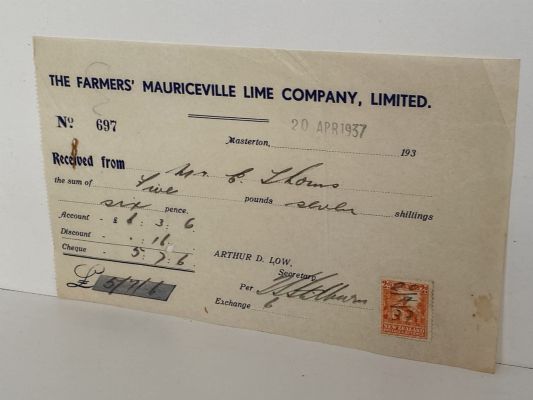 THE FARMERS' MAURICEVILLE LIME COMPANY, LIMITED.
No. 697
20 APR 1937
Masterton, 193
Received from Mr. E. Thoms
the sum of Five pounds seven shillings
six pence.
Account - £ 6 . 3 . 6
Discount - . 16 .
Cheque - 5 . 7 . 6
£ 5/7/6
ARTHUR D. LOW,
Secretary
Per
Exchange 6
NEW ZEALAND